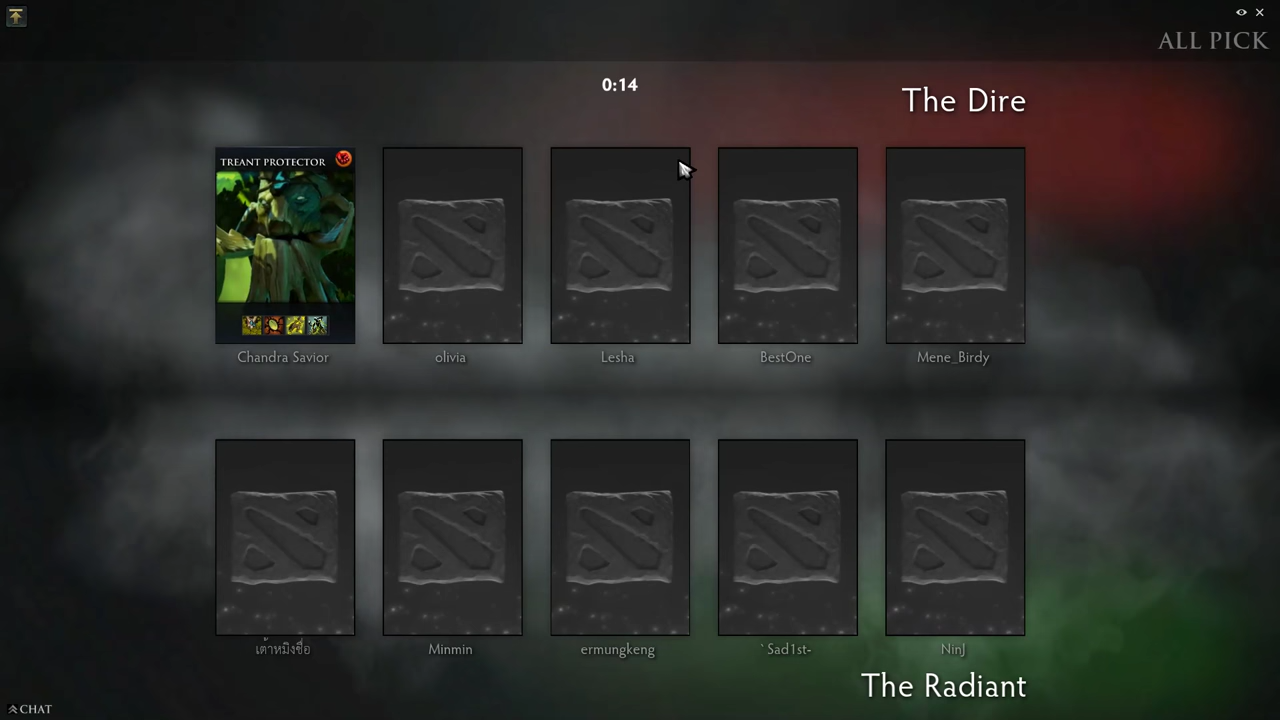 ALL PICK
0:14
The Dire
TREANT PROTECTOR
Chandra Savior
olivia
Lesha
BestOne
Mene_Birdy
เต้าหมิงซื่อ
Minmin
ermungkeng
`Sad1st-
NinJ
The Radiant
CHAT